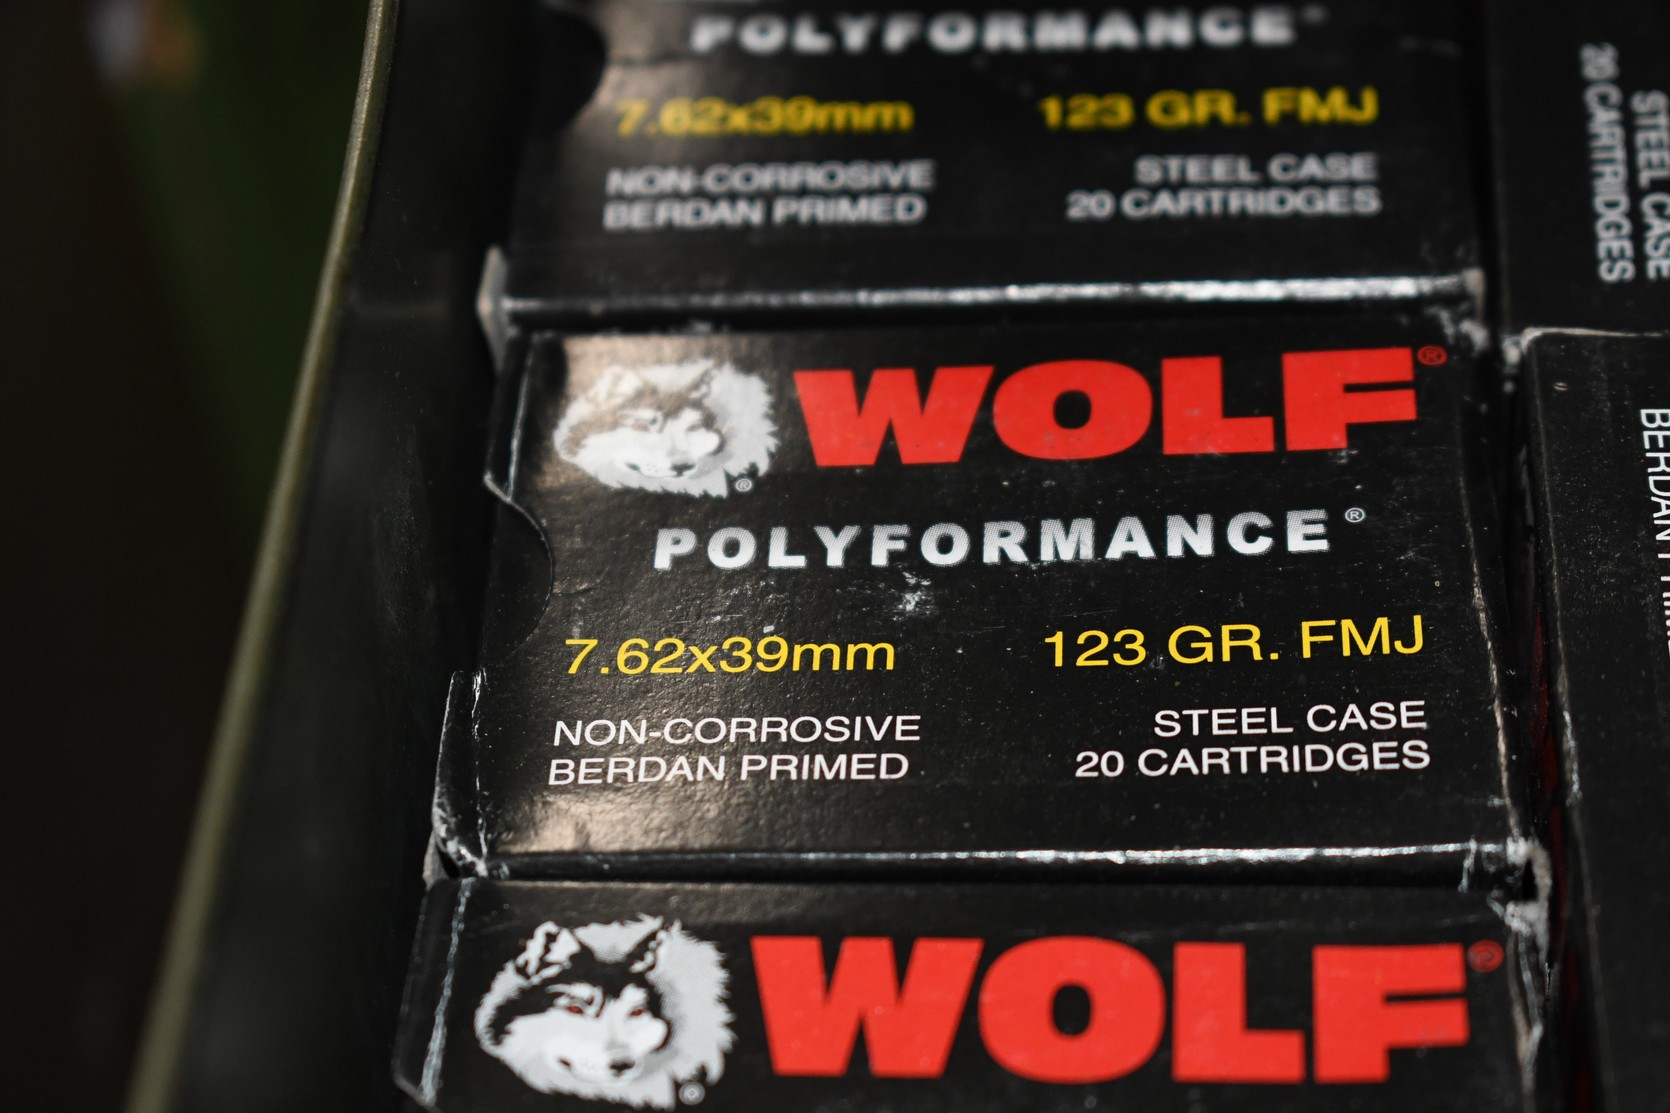 POLYFORMANCE®
7.62x39mm 123 GR. FMJ
NON-CORROSIVE STEEL CASE
BERDAN PRIMED 20 CARTRIDGES
WOLF®
®
POLYFORMANCE®
7.62x39mm 123 GR. FMJ
NON-CORROSIVE STEEL CASE
BERDAN PRIMED 20 CARTRIDGES
WOLF®
®
STEEL CASE
20 CARTRIDGES
BERDAN